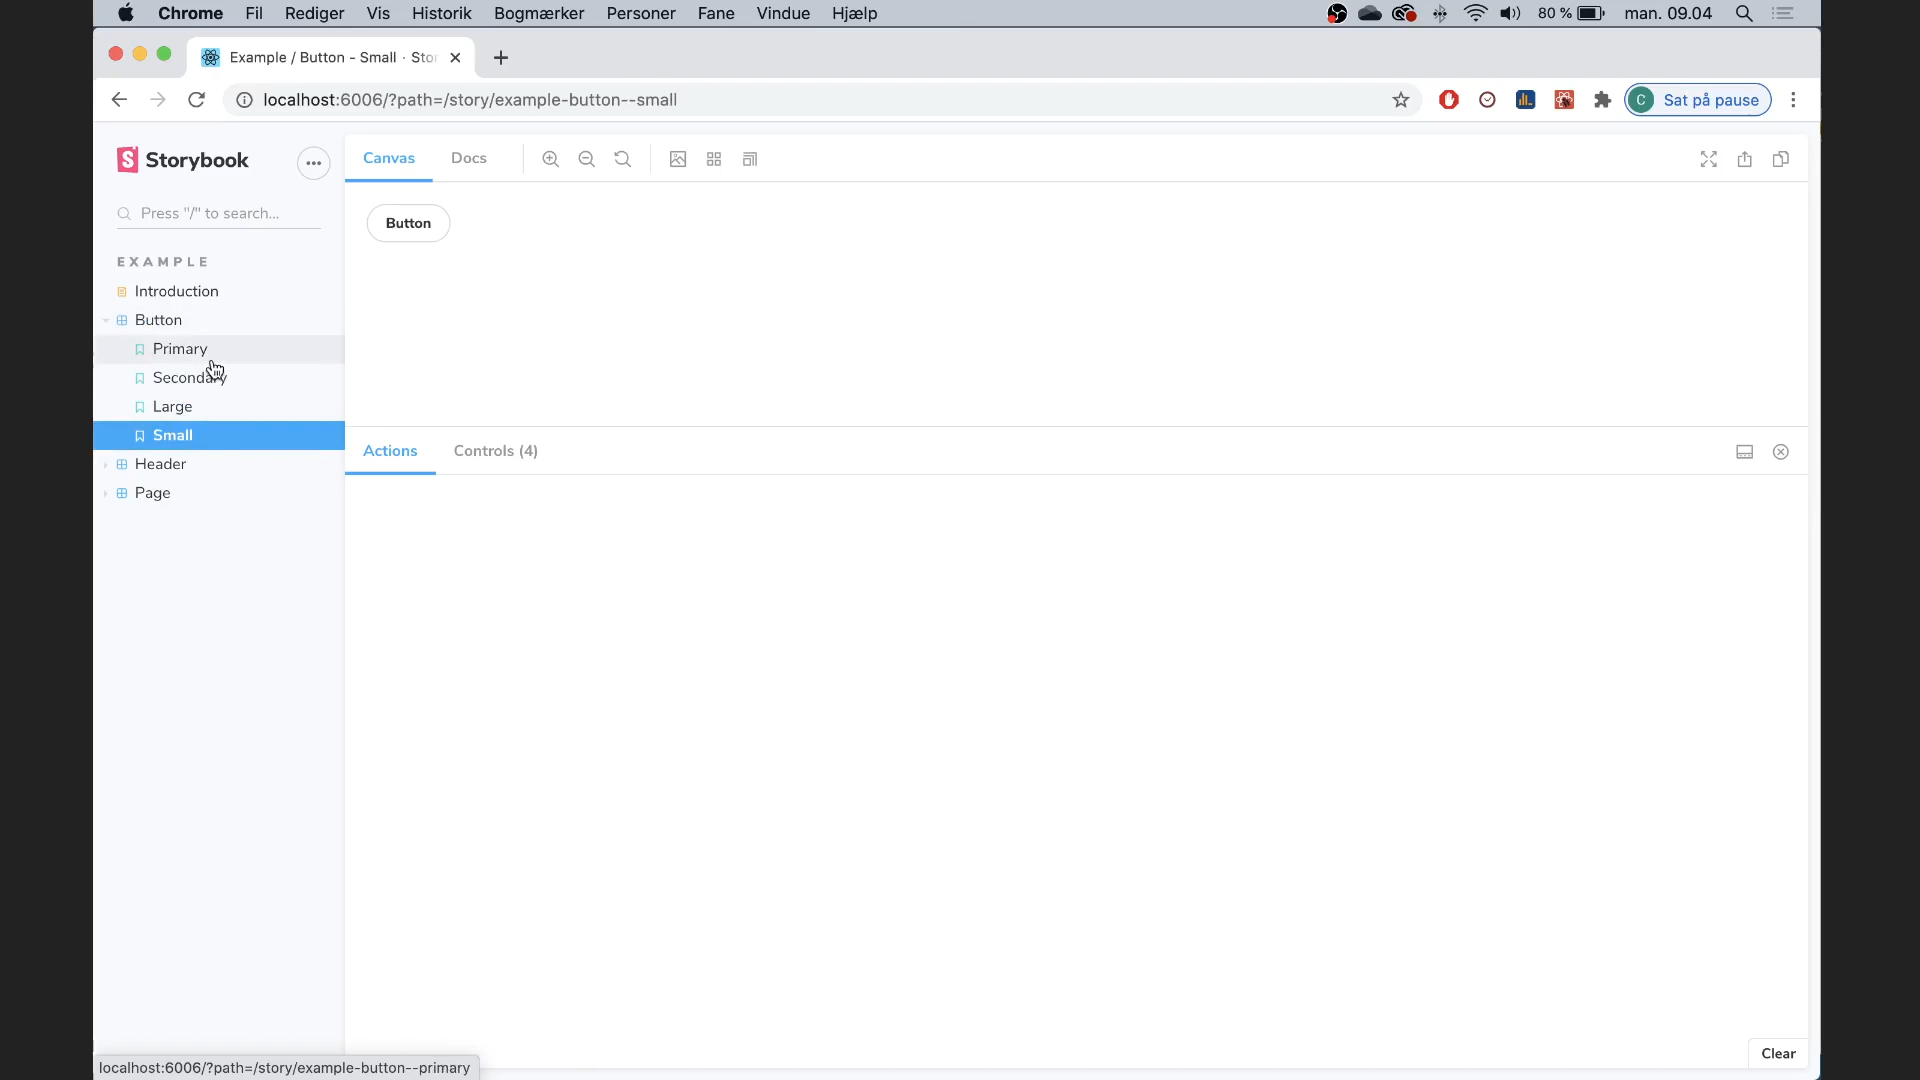 Chrome Fil Rediger Vis Historik Bogmærker Personer Fane Vindue Hjælp 80 % man. 09.04
Example / Button - Small · Stor
localhost:6006/?path=/story/example-button--small
C Sat på pause
Storybook
Canvas Docs
Press "/" to search...
Button
EXAMPLE
Introduction
Button
Primary
Secondary
Large
Small
Header
Page
Actions Controls (4)
Clear
localhost:6006/?path=/story/example-button--primary